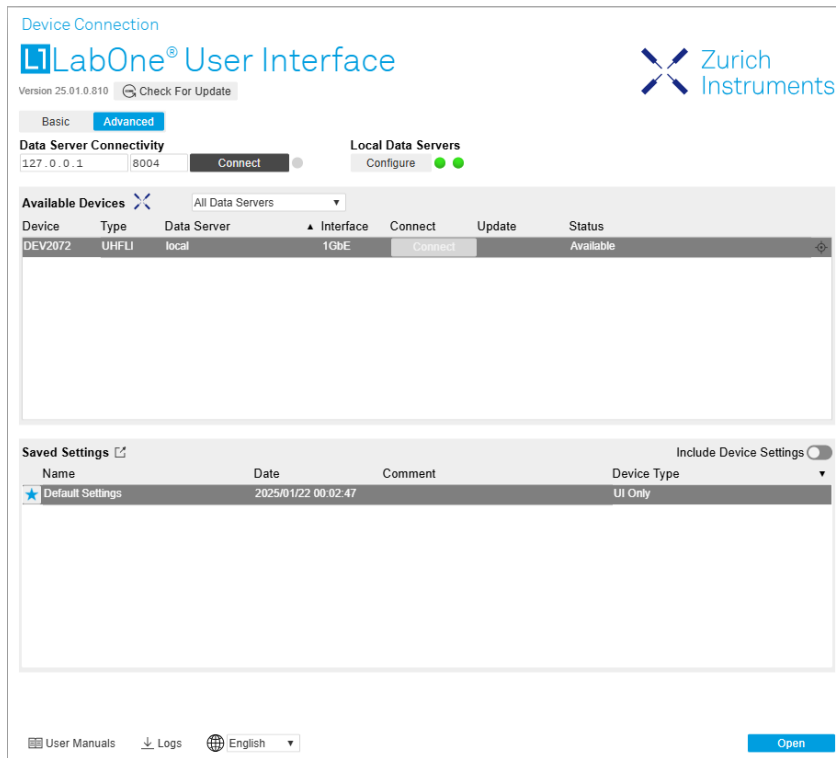 Device Connection
L1 LabOne® User Interface
Zurich Instruments
Version 25.01.0.810 Check For Update
Basic Advanced
Data Server Connectivity Local Data Servers
127.0.0.1 8004 Connect Configure
Available Devices All Data Servers ▼
Device Type Data Server ▲ Interface Connect Update Status
DEV2072 UHFLI local 1GbE Connect Available
Saved Settings Include Device Settings
Name Date Comment Device Type ▼
Default Settings 2025/01/22 00:02:47 UI Only
User Manuals Logs English ▼ Open